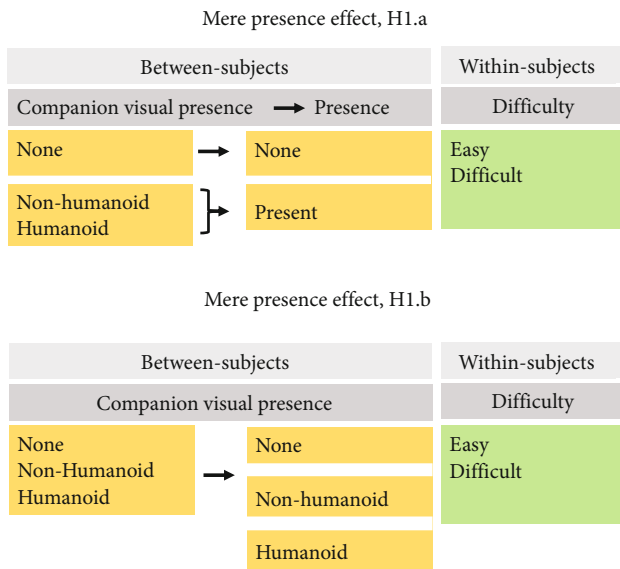 Mere presence effect, H1.a
Between-subjects
Within-subjects
Companion visual presence → Presence
Difficulty
None
None
Easy
Difficult
Non-humanoid
Humanoid
Present
Mere presence effect, H1.b
Between-subjects
Within-subjects
Companion visual presence
Difficulty
None
Non-Humanoid
Humanoid
None
Non-humanoid
Humanoid
Easy
Difficult